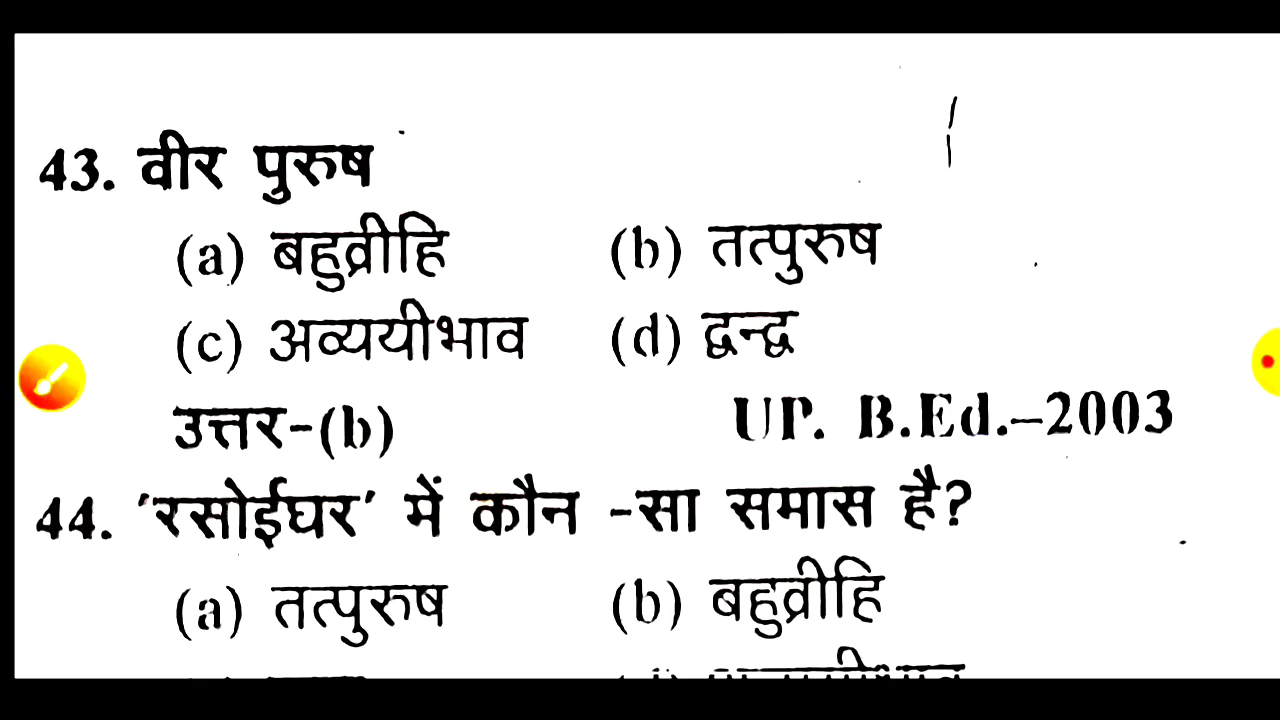 43. वीर पुरुष
(a) बहुव्रीहि (b) तत्पुरुष
(c) अव्ययीभाव (d) द्वन्द्व
उत्तर-(b) UP. B.Ed.–2003
44. 'रसोईघर' में कौन -सा समास है?
(a) तत्पुरुष (b) बहुव्रीहि